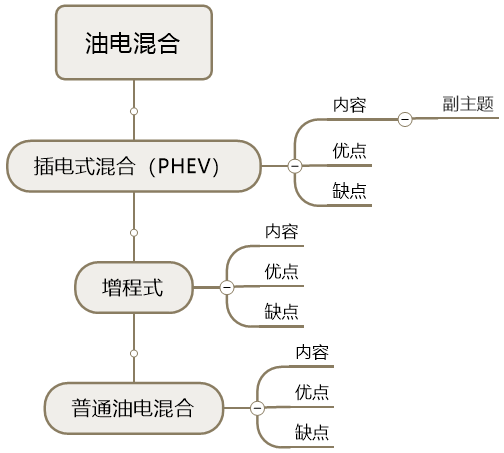 油电混合
插电式混合（PHEV）
内容
副主题
优点
缺点
增程式
内容
优点
缺点
普通油电混合
内容
优点
缺点